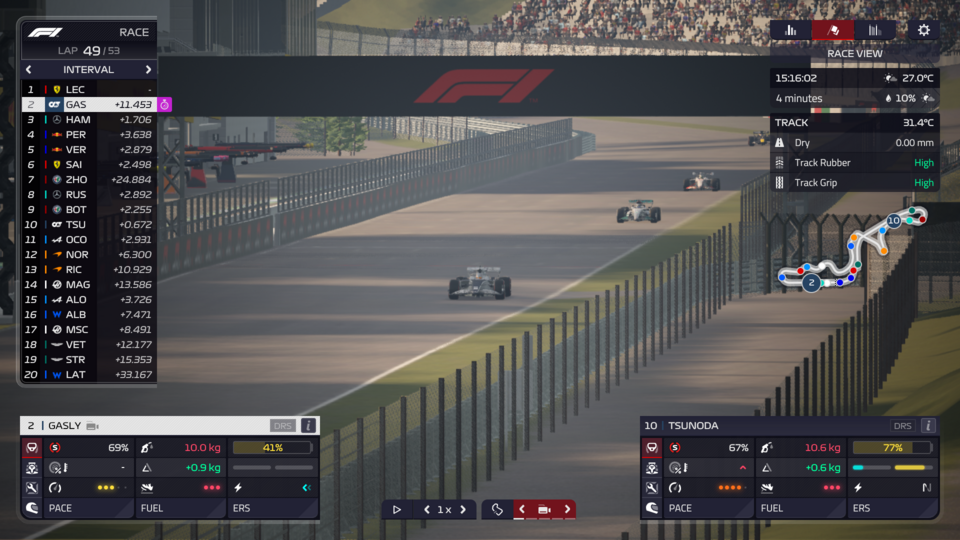 F1 RACE
LAP 49 / 53
INTERVAL
1 LEC -
2 GAS +11.453
3 HAM +1.706
4 PER +3.638
5 VER +2.879
6 SAI +2.498
7 ZHO +24.884
8 RUS +2.892
9 BOT +2.255
10 TSU +0.672
11 OCO +2.931
12 NOR +6.300
13 RIC +10.929
14 MAG +13.586
15 ALO +3.726
16 ALB +7.471
17 MSC +8.491
18 VET +12.177
19 STR +15.353
20 LAT +33.167
F1
RACE VIEW
15:16:02 27.0°C
4 minutes 10%
TRACK 31.4°C
Dry 0.00 mm
Track Rubber High
Track Grip High
10
2
2 GASLY DRS i
S 69% 10.0 kg 41%
- +0.9 kg
PACE FUEL ERS
1x
10 TSUNODA DRS i
S 67% 10.6 kg 77%
+0.6 kg
N
PACE FUEL ERS